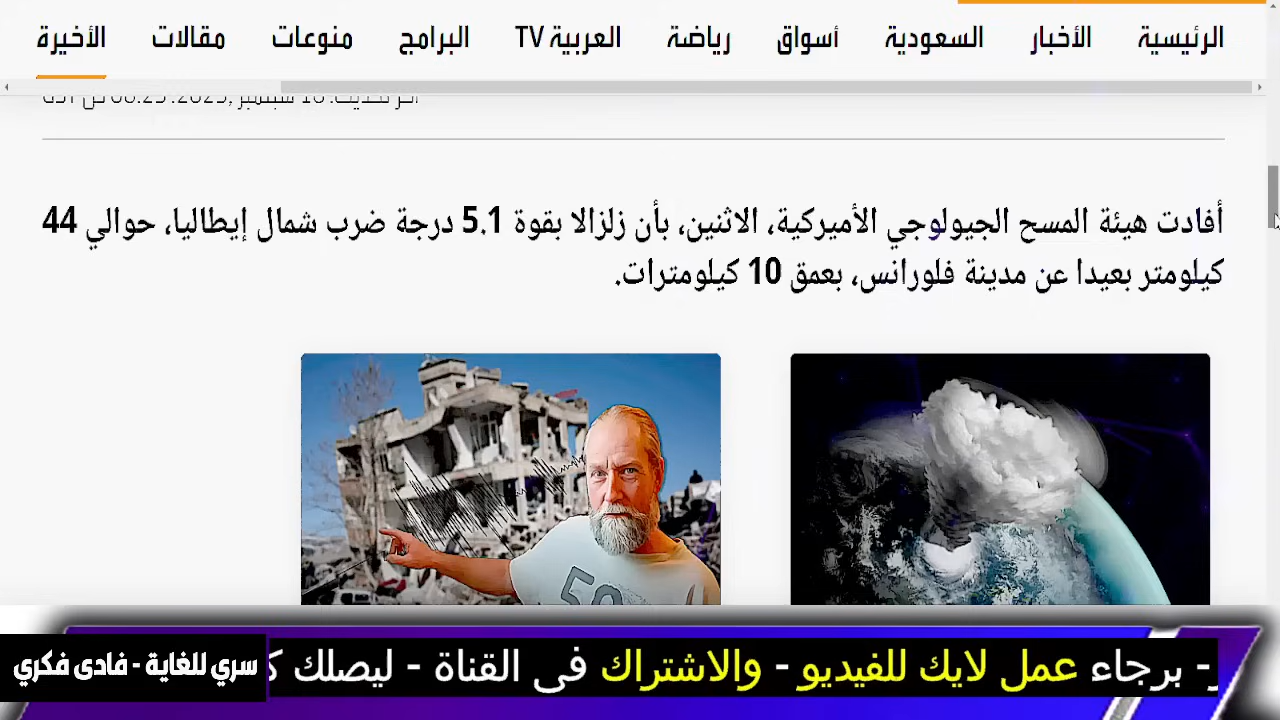 الرئيسية الأخبار السعودية أسواق رياضة العربية TV البرامج منوعات مقالات الأخيرة
أفادت هيئة المسح الجيولوجي الأميركية، الاثنين، بأن زلزالا بقوة 5.1 درجة ضرب شمال إيطاليا، حوالي 44
كيلومتر بعيدا عن مدينة فلورانس، بعمق 10 كيلومترات.
50
- برجاء عمل لايك للفيديو - والاشتراك فى القناة - ليصلك
سري للغاية - فادى فكري